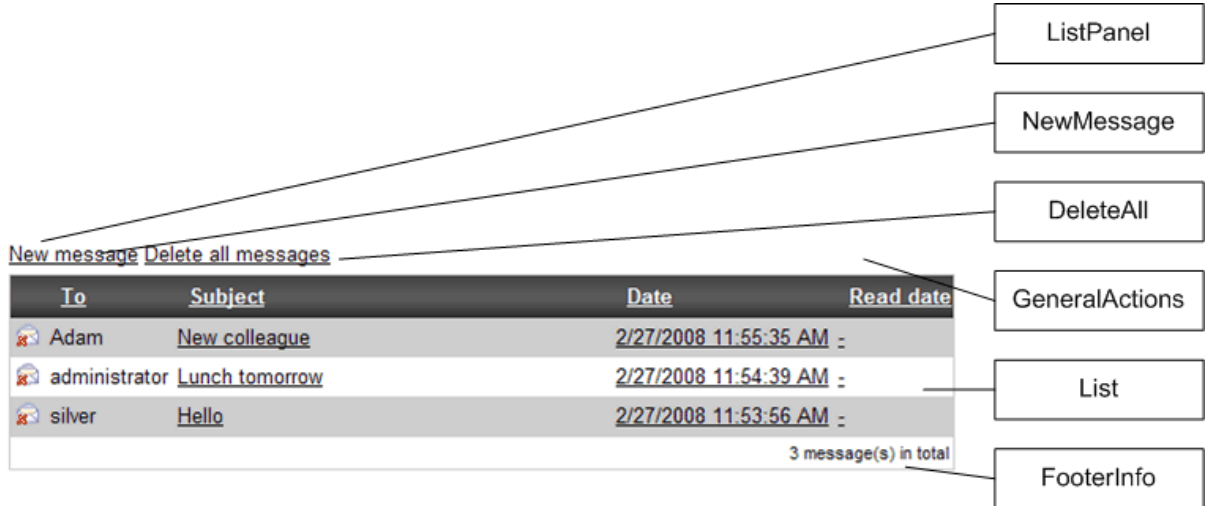 ListPanel
NewMessage
DeleteAll
New message Delete all messages
GeneralActions
To Subject Date Read date
Adam New colleague 2/27/2008 11:55:35 AM -
administrator Lunch tomorrow 2/27/2008 11:54:39 AM -
List
silver Hello 2/27/2008 11:53:56 AM -
3 message(s) in total
FooterInfo